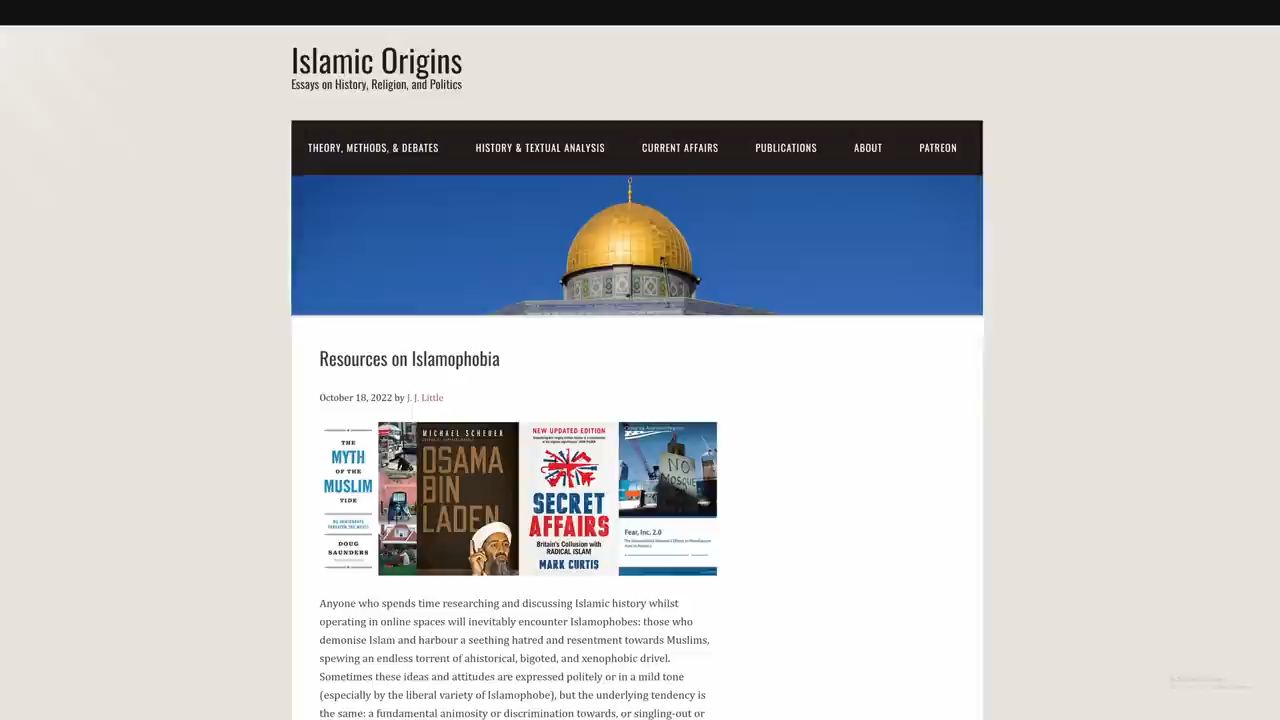 Islamic Origins
Essays on History, Religion, and Politics
THEORY, METHODS, & DEBATES HISTORY & TEXTUAL ANALYSIS CURRENT AFFAIRS PUBLICATIONS ABOUT PATREON
Resources on Islamophobia
October 18, 2022 by J. J. Little
THE
MYTH
OF THE
MUSLIM
TIDE
DOUG
SAUNDERS
MICHAEL SCHEUER
OSAMA
BIN
LADEN
NEW UPDATED EDITION
SECRET
AFFAIRS
Britain's Collusion with
RADICAL ISLAM
MARK CURTIS
NO
MOSQUE
Fear, Inc. 2.0
Anyone who spends time researching and discussing Islamic history whilst
operating in online spaces will inevitably encounter Islamophobes: those who
demonise Islam and harbour a seething hatred and resentment towards Muslims,
spewing an endless torrent of ahistorical, bigoted, and xenophobic drivel.
Sometimes these ideas and attitudes are expressed politely or in a mild tone
(especially by the liberal variety of Islamophobe), but the underlying tendency is
the same: a fundamental animosity or discrimination towards, or singling-out or